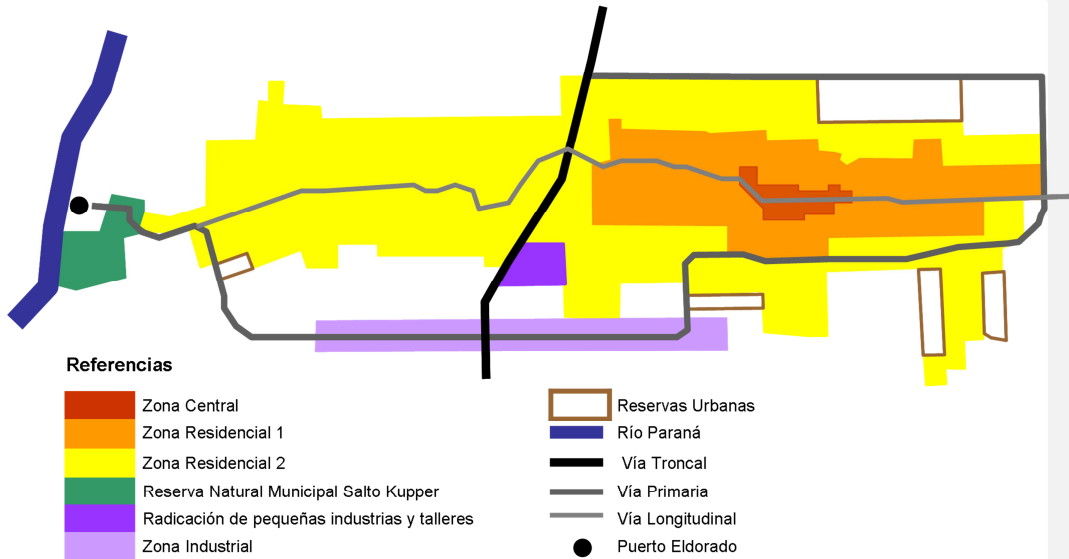 Referencias
Zona Central
Zona Residencial 1
Zona Residencial 2
Reserva Natural Municipal Salto Kupper
Radicación de pequeñas industrias y talleres
Zona Industrial
Reservas Urbanas
Río Paraná
Vía Troncal
Vía Primaria
Vía Longitudinal
Puerto Eldorado